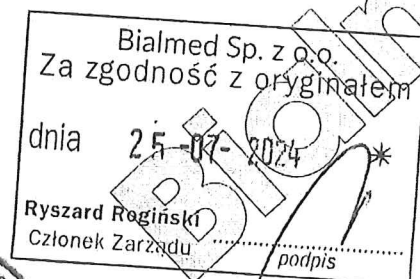 Bialmed Sp. z o.o.
Za zgodność z oryginałem
dnia 25 -07- 2024 *
Ryszard Rogiński
Członek Zarządu ........................ podpis